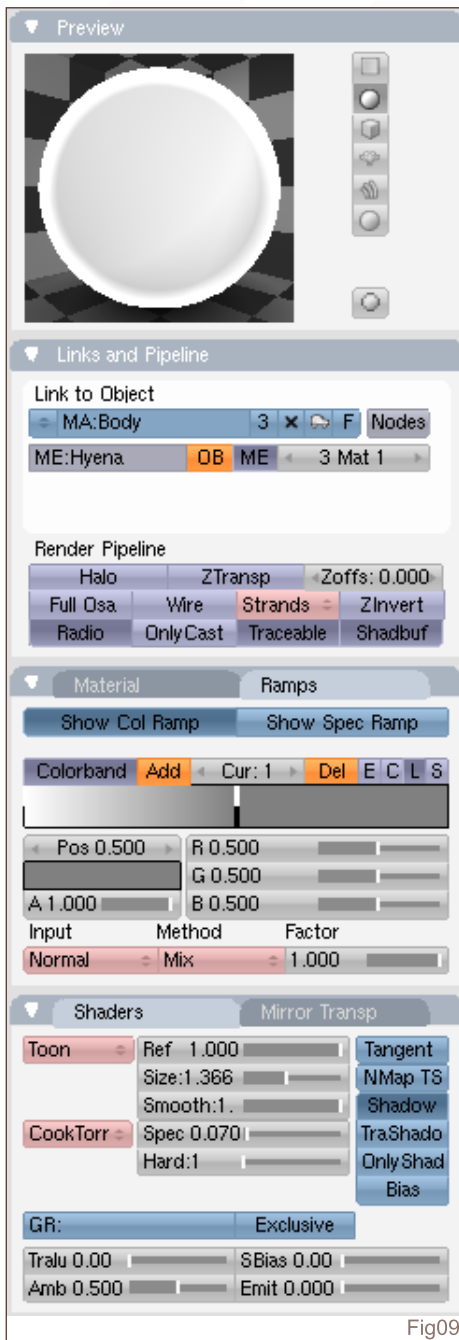 Preview
Links and Pipeline
Link to Object
MA:Body 3 F Nodes
ME:Hyena OB ME 3 Mat 1
Render Pipeline
Halo ZTransp Zoffs: 0.000
Full Osa Wire Strands ZInvert
Radio OnlyCast Traceable Shadbuf
Material Ramps
Show Col Ramp Show Spec Ramp
Colorband Add Cur: 1 Del E C L S
Pos 0.500 R 0.500
G 0.500
A 1.000 B 0.500
Input Method Factor
Normal Mix 1.000
Shaders Mirror Transp
Toon Ref 1.000 Tangent
Size:1.366 NMap TS
Smooth:1. Shadow
CookTorr Spec 0.070 TraShado
Hard:1 OnlyShad
Bias
GR: Exclusive
Tralu 0.00 SBias 0.00
Amb 0.500 Emit 0.000
Fig09